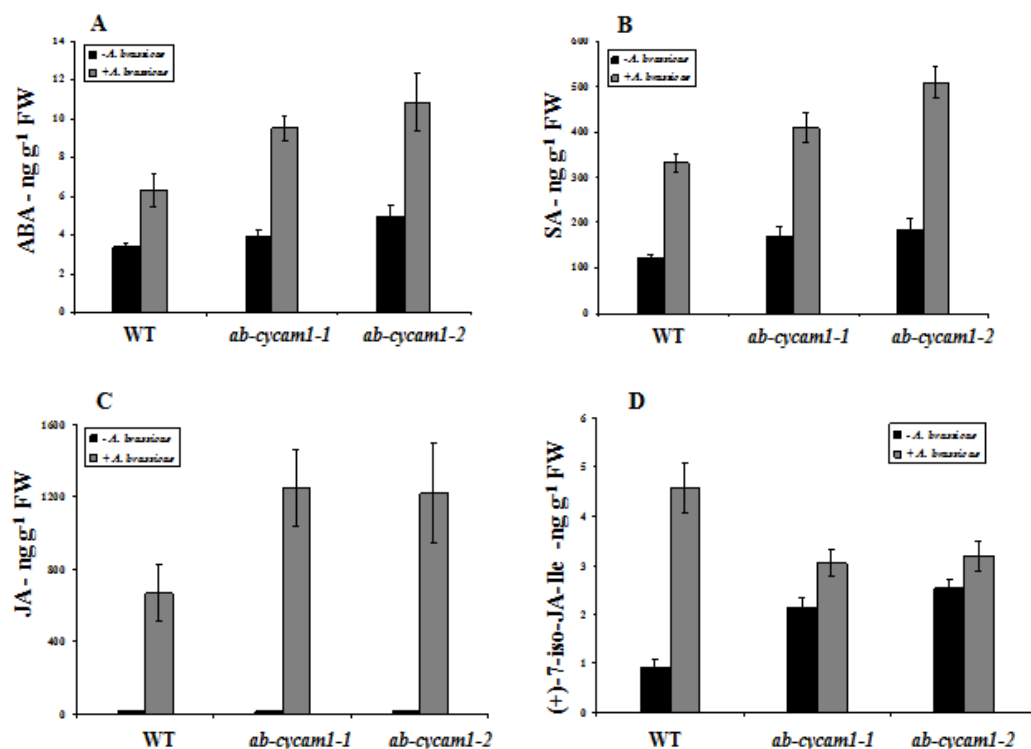 A
- A. brassicae
+ A. brassicae
ABA - ng g-1 FW
14
12
10
8
6
4
2
0
WT
ab-cycam1-1
ab-cycam1-2
B
- A. brassicae
+ A. brassicae
SA - ng g-1 FW
600
500
400
300
200
100
0
WT
ab-cycam1-1
ab-cycam1-2
C
- A. brassicae
+ A. brassicae
JA - ng g-1 FW
1600
1200
800
400
0
WT
ab-cycam1-1
ab-cycam1-2
D
- A. brassicae
+ A. brassicae
(+)-7-iso-JA-Ile -ng g-1 FW
6
5
4
3
2
1
0
WT
ab-cycam1-1
ab-cycam1-2